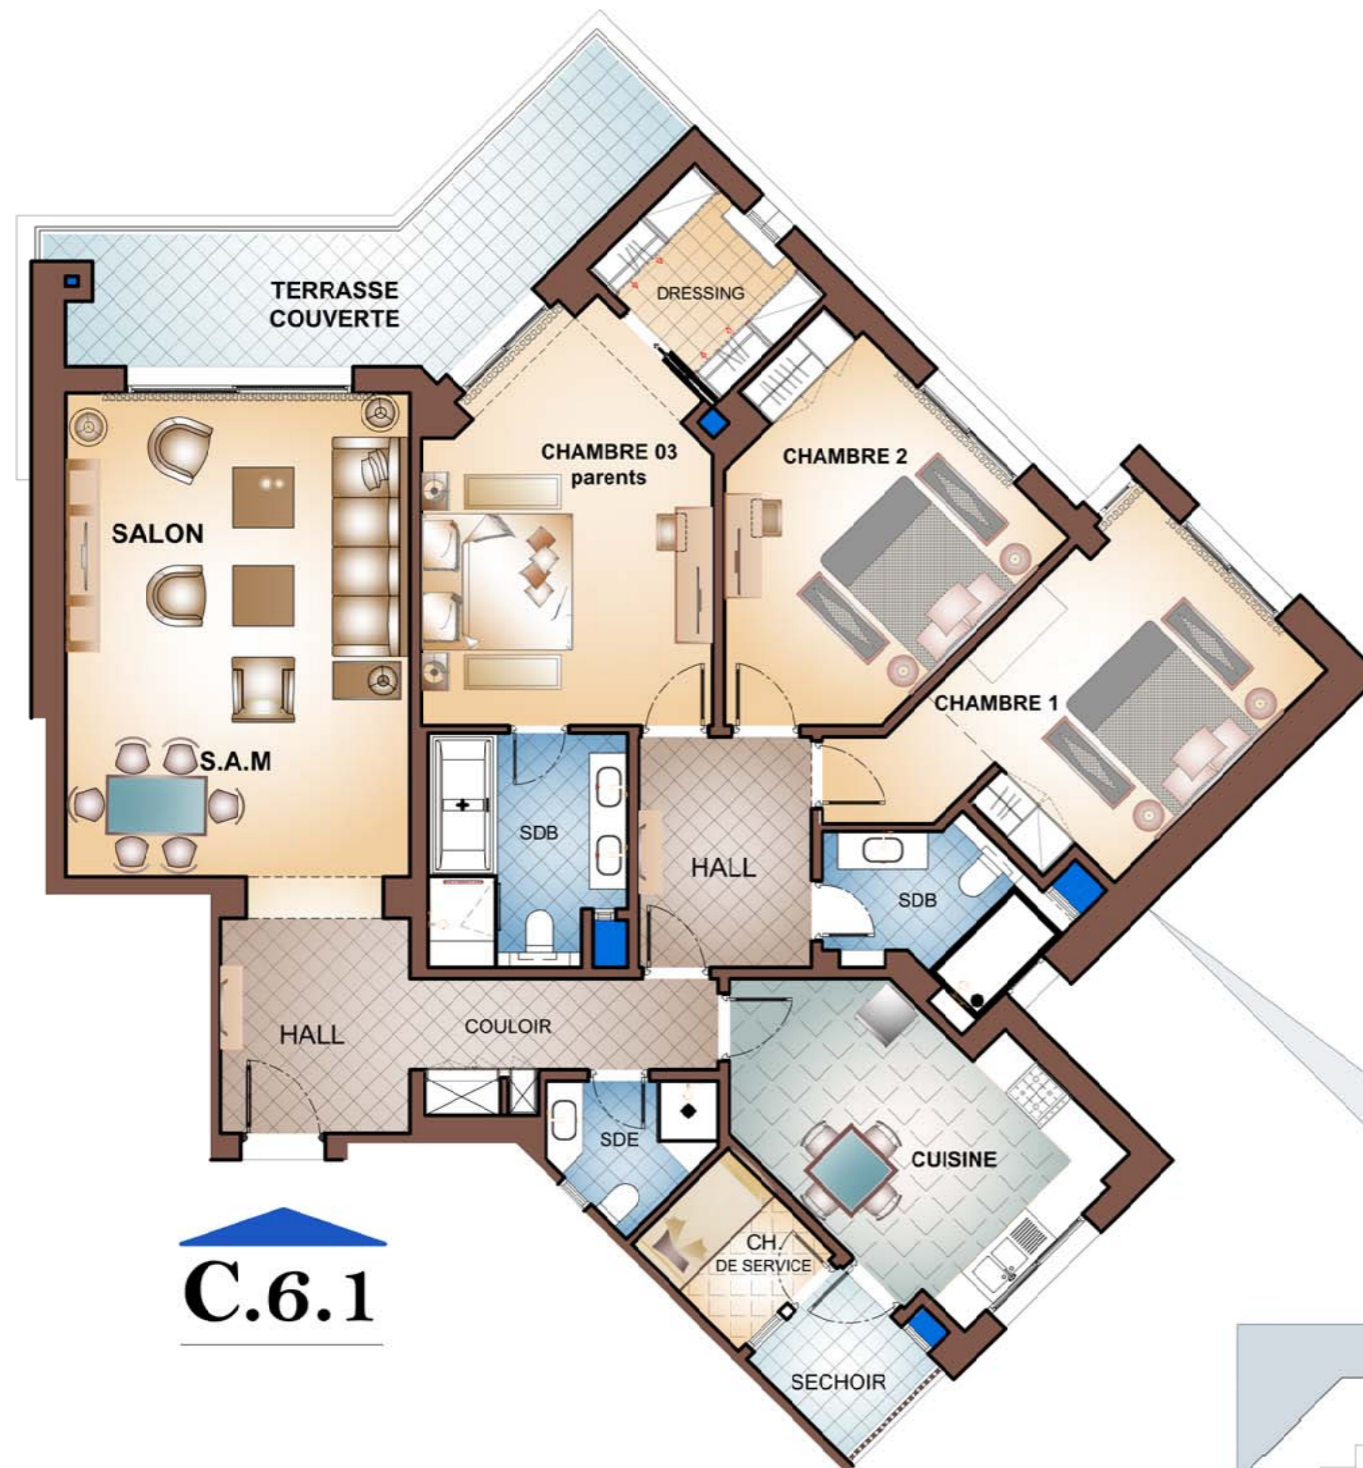 TERRASSE
COUVERTE
DRESSING
CHAMBRE 03
parents
CHAMBRE 2
SALON
CHAMBRE 1
S.A.M
SDB
HALL
SDB
HALL
COULOIR
SDE
CUISINE
CH.
DE SERVICE
SECHOIR
C.6.1